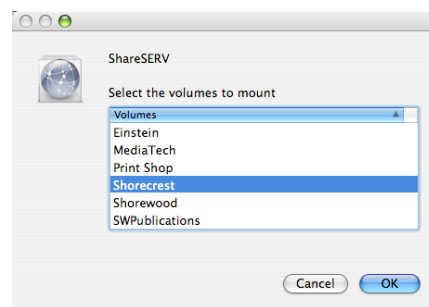 ShareSERV
Select the volumes to mount
Volumes
Einstein
MediaTech
Print Shop
Shorecrest
Shorewood
SWPublications
Cancel OK